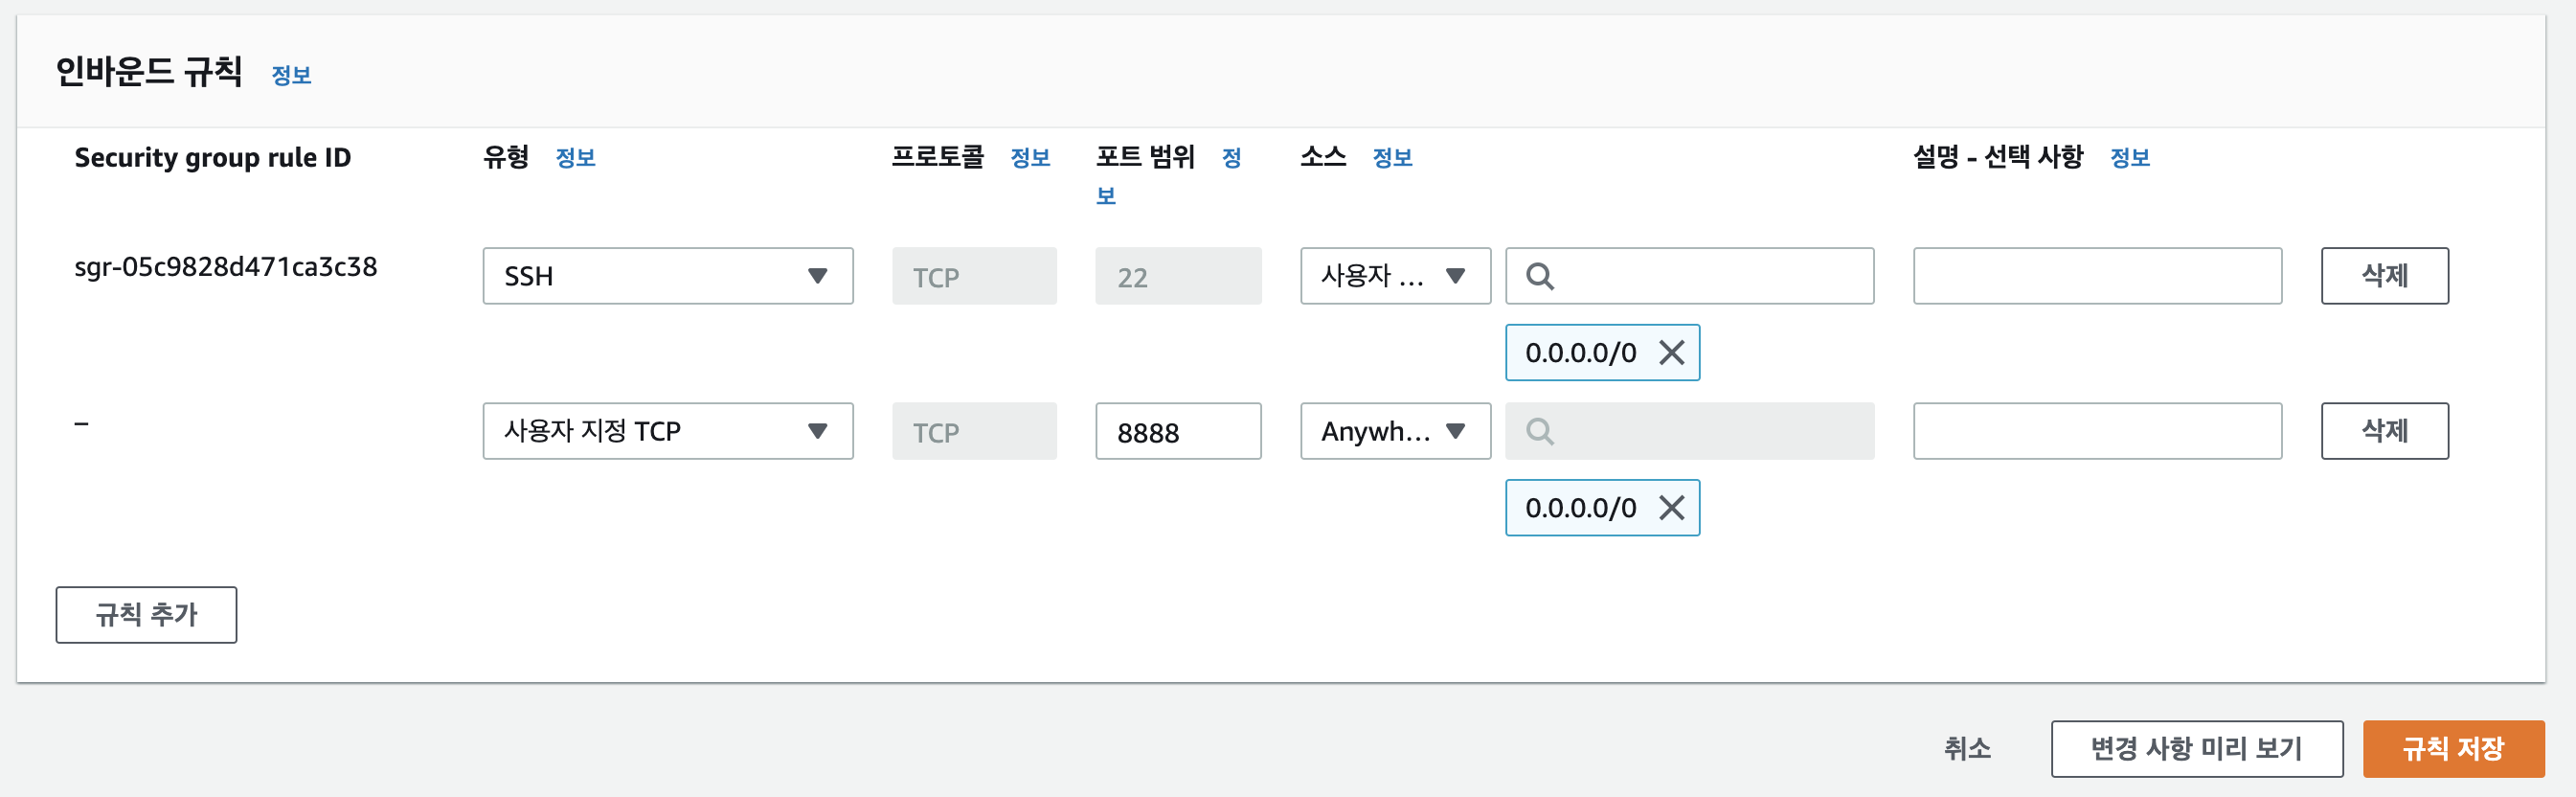 인바운드 규칙 정보
Security group rule ID 유형 정보 프로토콜 정보 포트 범위 정보 소스 정보 설명 - 선택 사항 정보
sgr-05c9828d471ca3c38 SSH TCP 22 사용자 ... 삭제
0.0.0.0/0
– 사용자 지정 TCP TCP 8888 Anywh... 삭제
0.0.0.0/0
규칙 추가
취소 변경 사항 미리 보기 규칙 저장